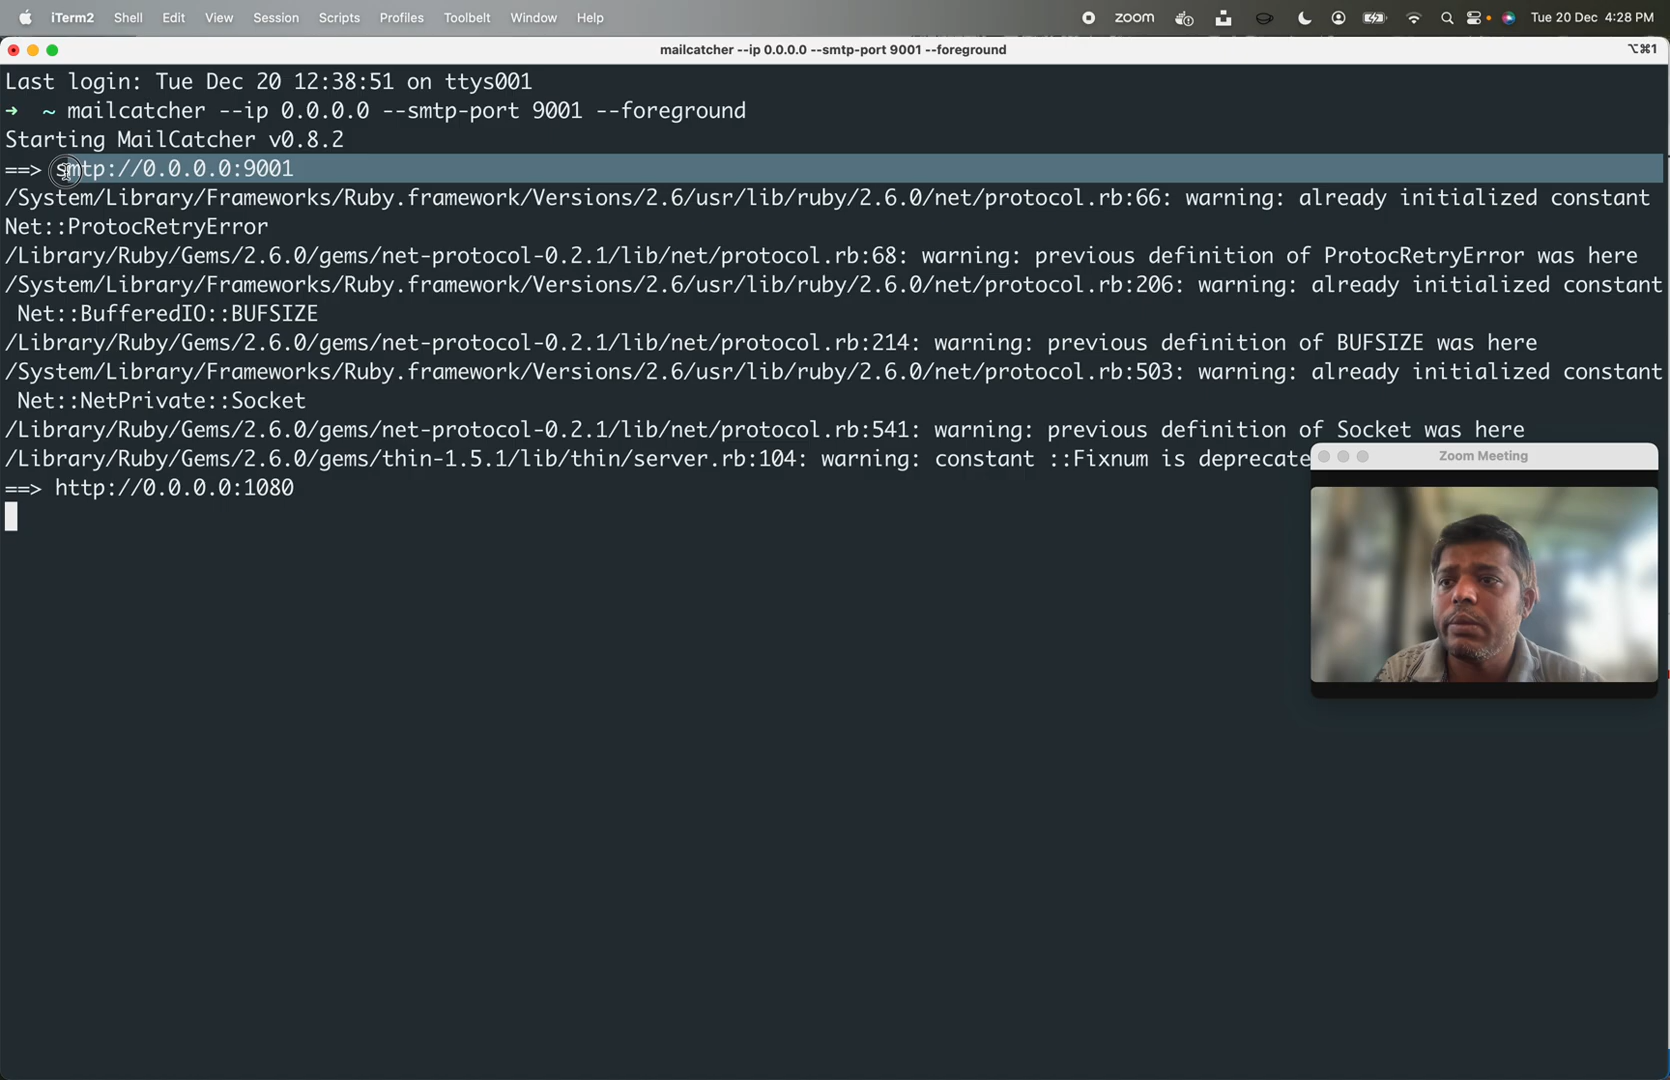 iTerm2 Shell Edit View Session Scripts Profiles Toolbelt Window Help zoom Tue 20 Dec 4:28 PM
mailcatcher --ip 0.0.0.0 --smtp-port 9001 --foreground ⌥⌘1
Last login: Tue Dec 20 12:38:51 on ttys001
→ ~ mailcatcher --ip 0.0.0.0 --smtp-port 9001 --foreground
Starting MailCatcher v0.8.2
==> smtp://0.0.0.0:9001
/System/Library/Frameworks/Ruby.framework/Versions/2.6/usr/lib/ruby/2.6.0/net/protocol.rb:66: warning: already initialized constant
Net::ProtocRetryError
/Library/Ruby/Gems/2.6.0/gems/net-protocol-0.2.1/lib/net/protocol.rb:68: warning: previous definition of ProtocRetryError was here
/System/Library/Frameworks/Ruby.framework/Versions/2.6/usr/lib/ruby/2.6.0/net/protocol.rb:206: warning: already initialized constant
Net::BufferedIO::BUFSIZE
/Library/Ruby/Gems/2.6.0/gems/net-protocol-0.2.1/lib/net/protocol.rb:214: warning: previous definition of BUFSIZE was here
/System/Library/Frameworks/Ruby.framework/Versions/2.6/usr/lib/ruby/2.6.0/net/protocol.rb:503: warning: already initialized constant
Net::NetPrivate::Socket
/Library/Ruby/Gems/2.6.0/gems/net-protocol-0.2.1/lib/net/protocol.rb:541: warning: previous definition of Socket was here
/Library/Ruby/Gems/2.6.0/gems/thin-1.5.1/lib/thin/server.rb:104: warning: constant ::Fixnum is deprecate
Zoom Meeting
==> http://0.0.0.0:1080